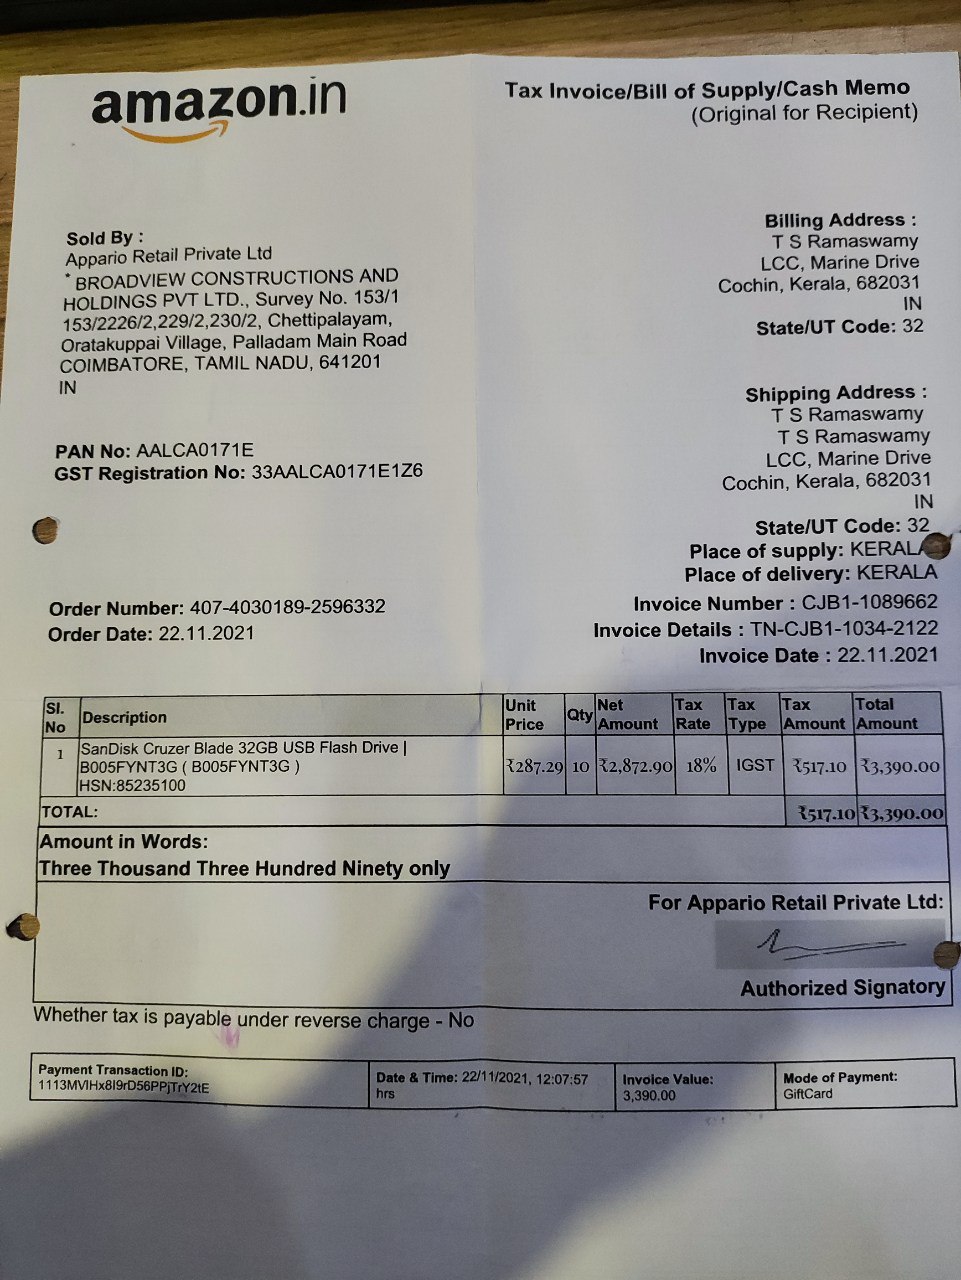 amazon.in
Tax Invoice/Bill of Supply/Cash Memo
(Original for Recipient)
Sold By :
Appario Retail Private Ltd
* BROADVIEW CONSTRUCTIONS AND
HOLDINGS PVT LTD., Survey No. 153/1
153/2226/2,229/2,230/2, Chettipalayam,
Oratakuppai Village, Palladam Main Road
COIMBATORE, TAMIL NADU, 641201
IN
Billing Address :
T S Ramaswamy
LCC, Marine Drive
Cochin, Kerala, 682031
IN
State/UT Code: 32
PAN No: AALCA0171E
GST Registration No: 33AALCA0171E1Z6
Shipping Address :
T S Ramaswamy
T S Ramaswamy
LCC, Marine Drive
Cochin, Kerala, 682031
IN
State/UT Code: 32
Place of supply: KERALA
Place of delivery: KERALA
Order Number: 407-4030189-2596332
Order Date: 22.11.2021
Invoice Number : CJB1-1089662
Invoice Details : TN-CJB1-1034-2122
Invoice Date : 22.11.2021
Sl. No Description Unit Price Qty Net Amount Tax Rate Tax Type Tax Amount Total Amount
1 SanDisk Cruzer Blade 32GB USB Flash Drive | ₹287.29 10 ₹2,872.90 18% IGST ₹517.10 ₹3,390.00
B005FYNT3G ( B005FYNT3G )
HSN:85235100
TOTAL: ₹517.10 ₹3,390.00
Amount in Words:
Three Thousand Three Hundred Ninety only
For Appario Retail Private Ltd:
Authorized Signatory
Whether tax is payable under reverse charge - No
Payment Transaction ID:
1113MVlHx8I9rD56PPjTrY2tE
Date & Time: 22/11/2021, 12:07:57
hrs
Invoice Value:
3,390.00
Mode of Payment:
GiftCard